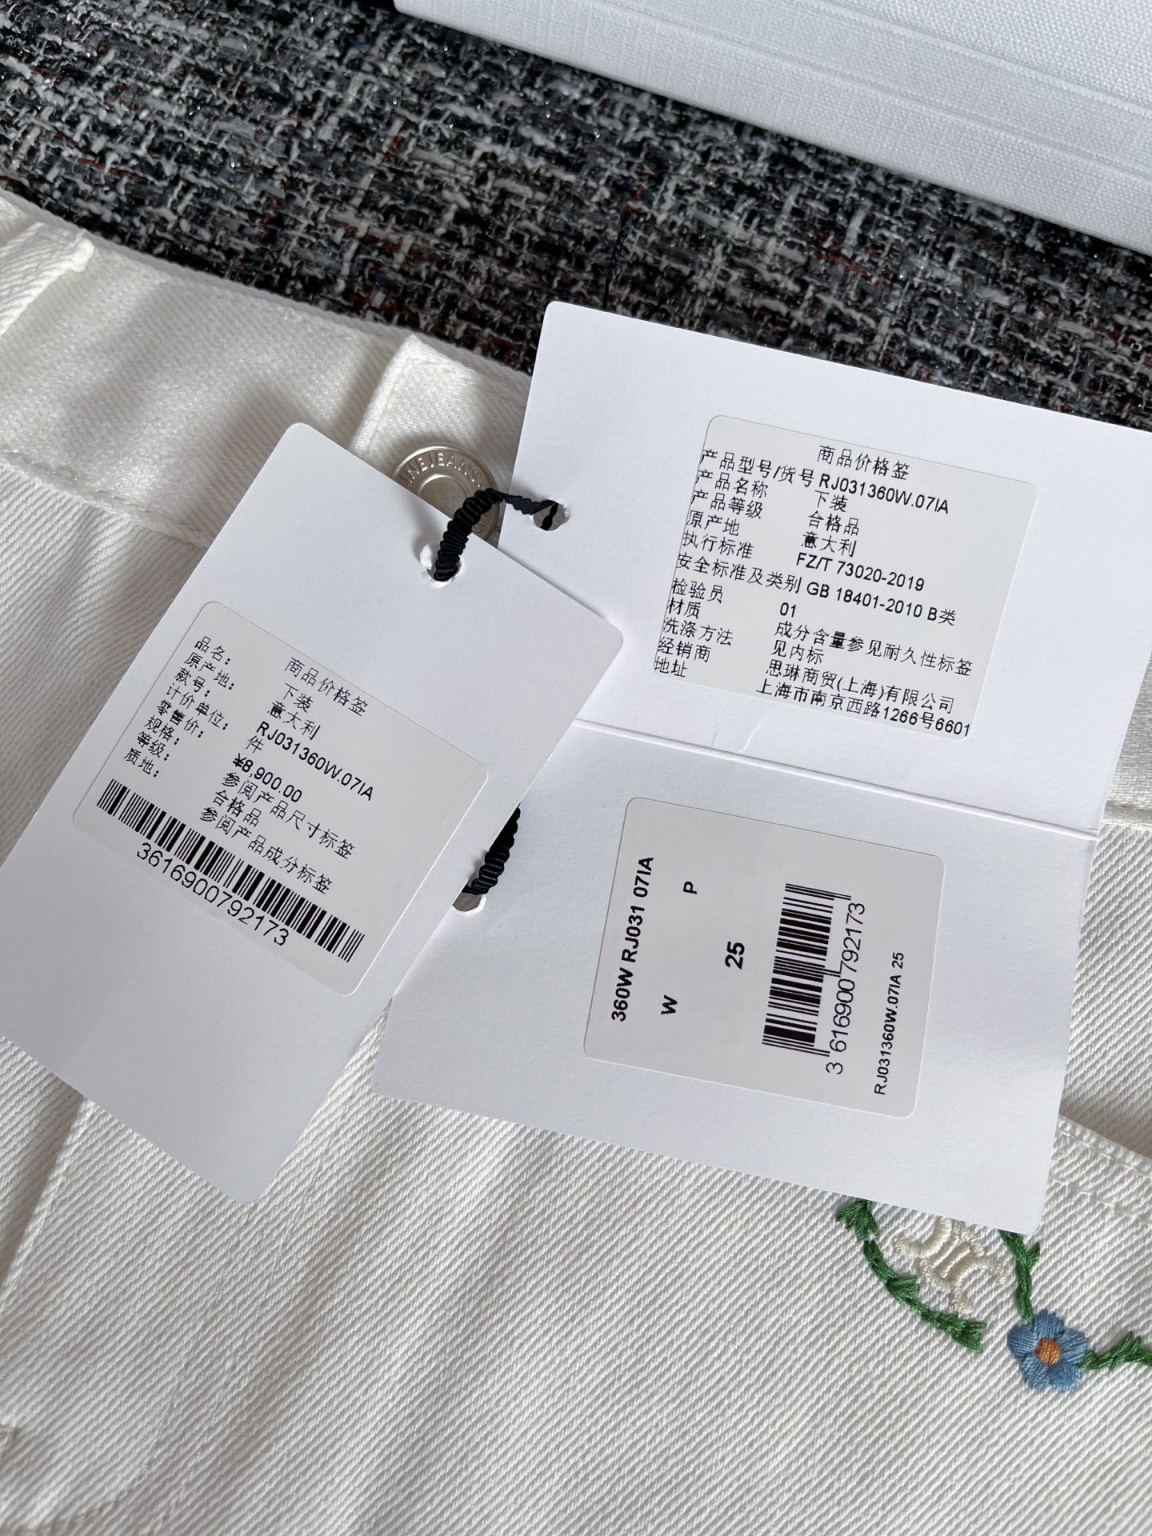 商品价格签
品名： 下装
原产地： 意大利
款号： RJ031360W.07IA
计价单位： 件
零售价： ¥8,900.00
规格： 参阅产品尺寸标签
等级： 合格品
质地： 参阅产品成分标签
3616900792173
商品价格签
产品型号/货号 RJ031360W.07IA
产品名称 下装
产品等级 合格品
原产地 意大利
执行标准 FZ/T 73020-2019
安全标准及类别 GB 18401-2010 B类
检验员 01
材质 成分含量参见耐久性标签
洗涤方法 见内标
经销商 思琳商贸(上海)有限公司
地址 上海市南京西路1266号6601
360W RJ031 07IA
W P
25
3 616900 792173
RJ031360W.07IA 25